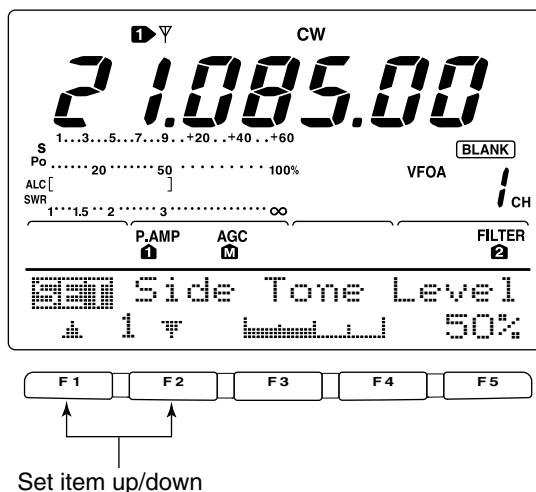 1 CW
21.085.00
S 1...3...5...7...9..+20..+40..+60
Po ...... 20 ...... 50 ............ 100%
ALC [ ]
SWR 1....1.5..2....3............∞
BLANK
VFOA 1 CH
P.AMP AGC FILTER
1 M 2
SET Side Tone Level
1 50%
F1 F2 F3 F4 F5
Set item up/down